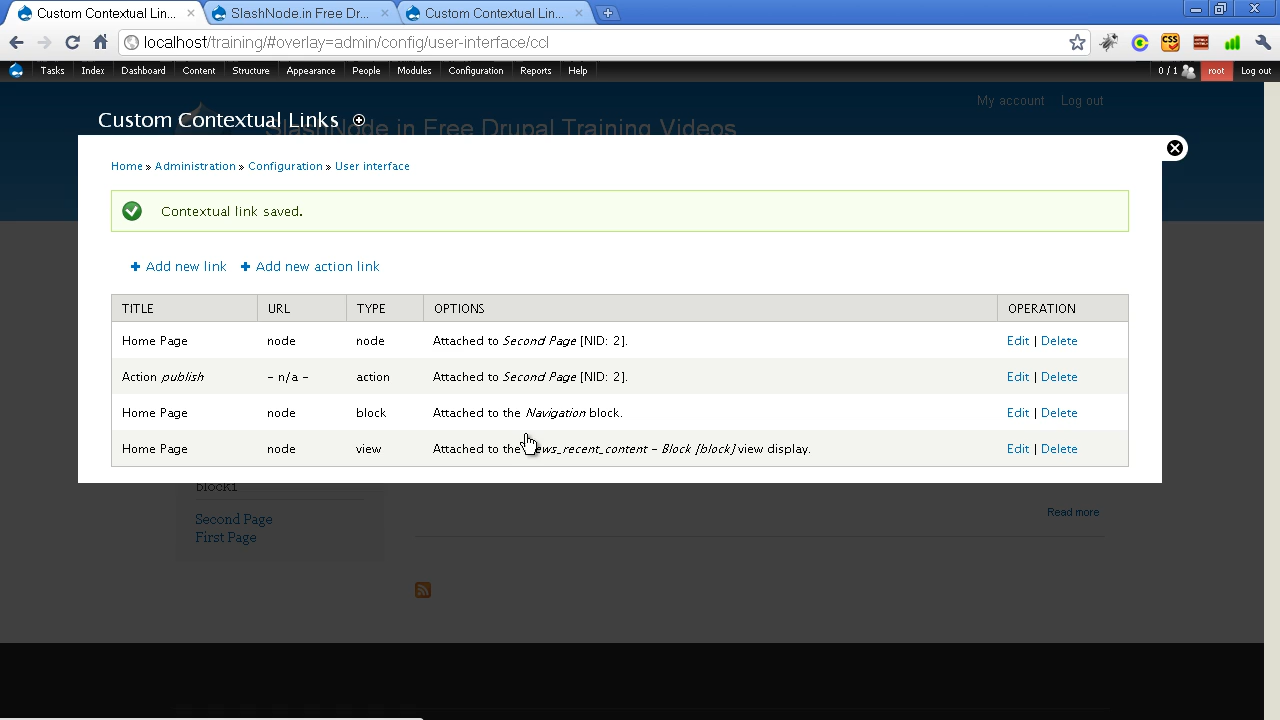 Custom Contextual Lin...
SlashNode.in Free Dr...
Custom Contextual Lin...
localhost/training/#overlay=admin/config/user-interface/ccl
Tasks Index Dashboard Content Structure Appearance People Modules Configuration Reports Help 0 / 1 root Log out
My account Log out
SlashNode.in Free Drupal Training Videos
Custom Contextual Links
Home » Administration » Configuration » User interface
Contextual link saved.
Add new link Add new action link
TITLE URL TYPE OPTIONS OPERATION
Home Page node node Attached to Second Page [NID: 2]. Edit | Delete
Action publish - n/a - action Attached to Second Page [NID: 2]. Edit | Delete
Home Page node block Attached to the Navigation block. Edit | Delete
Home Page node view Attached to the - Block [block] view display. Edit | Delete
block1
Second Page
First Page
Read more